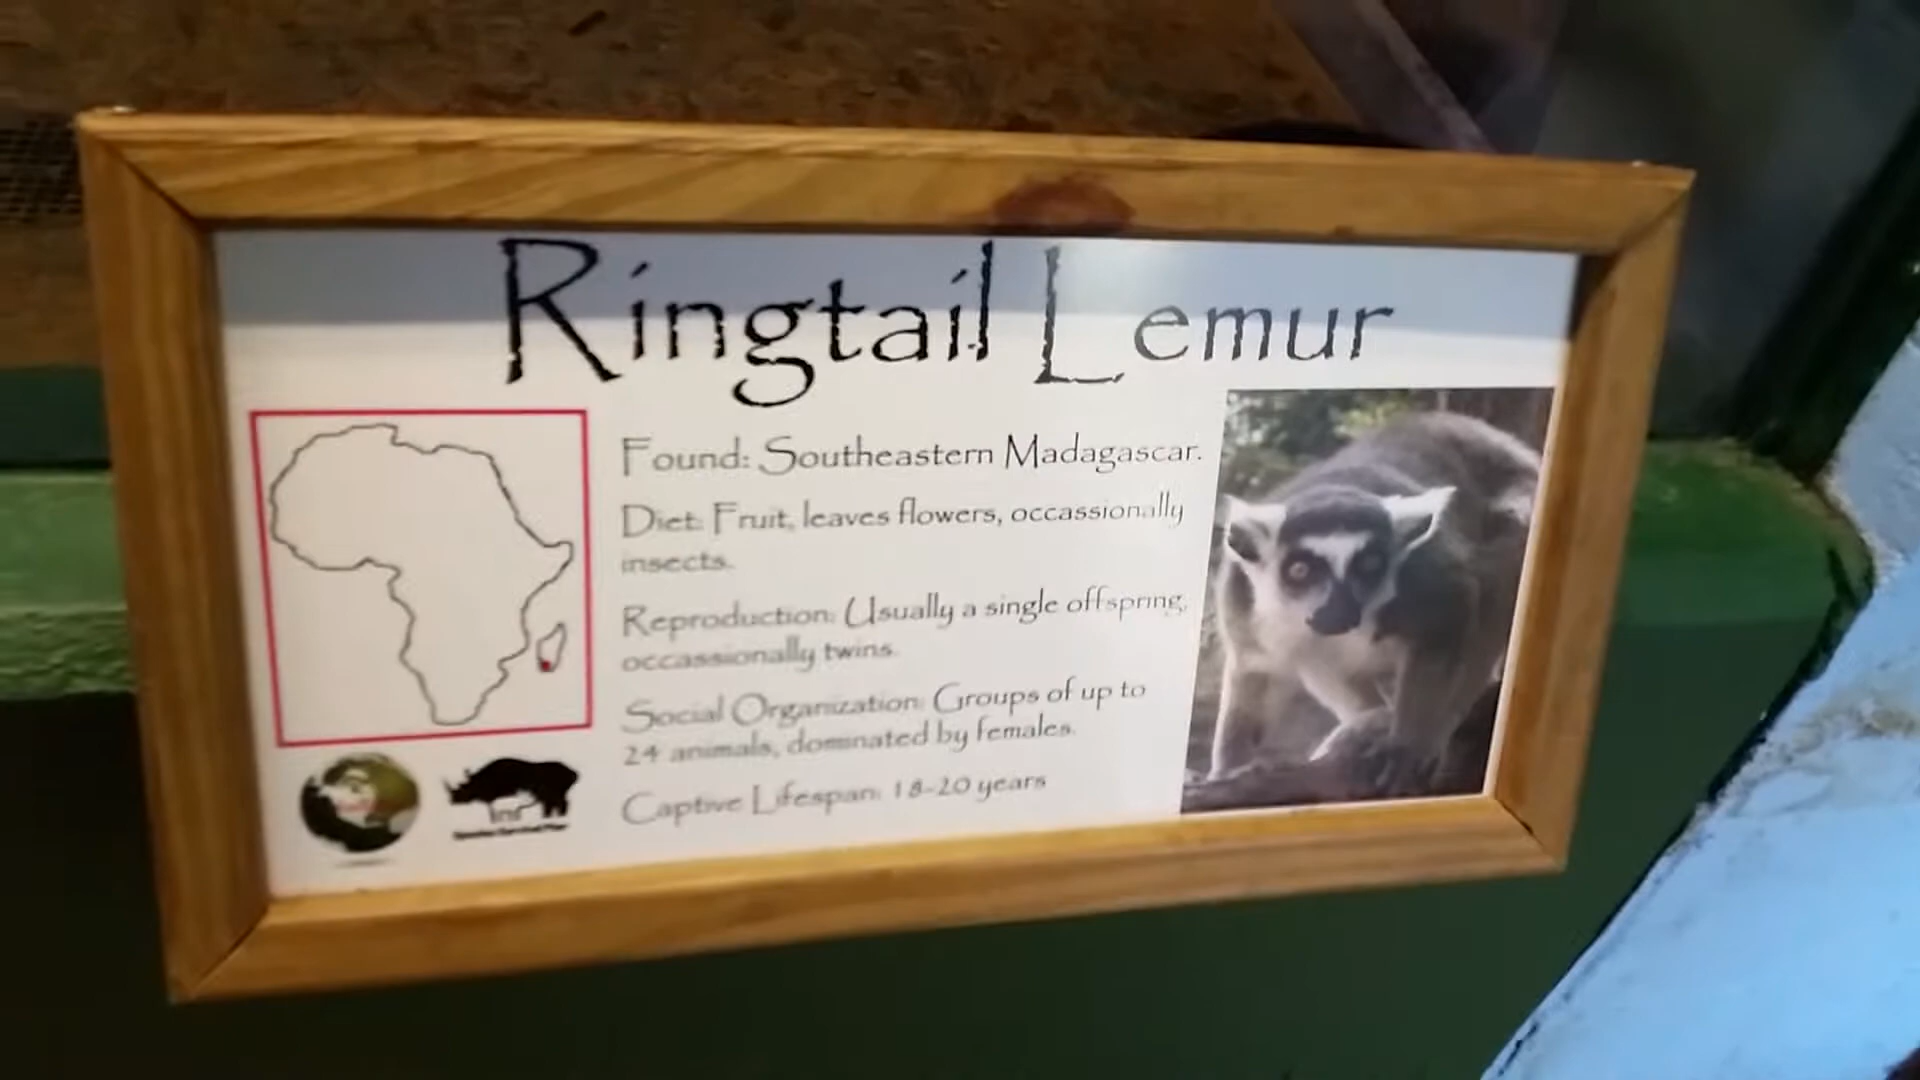 Ringtail Lemur
Found: Southeastern Madagascar.
Diet: Fruit, leaves flowers, occassionally
insects.
Reproduction: Usually a single offspring,
occassionally twins.
Social Organization: Groups of up to
24 animals, dominated by females.
Captive Lifespan: 18-20 years